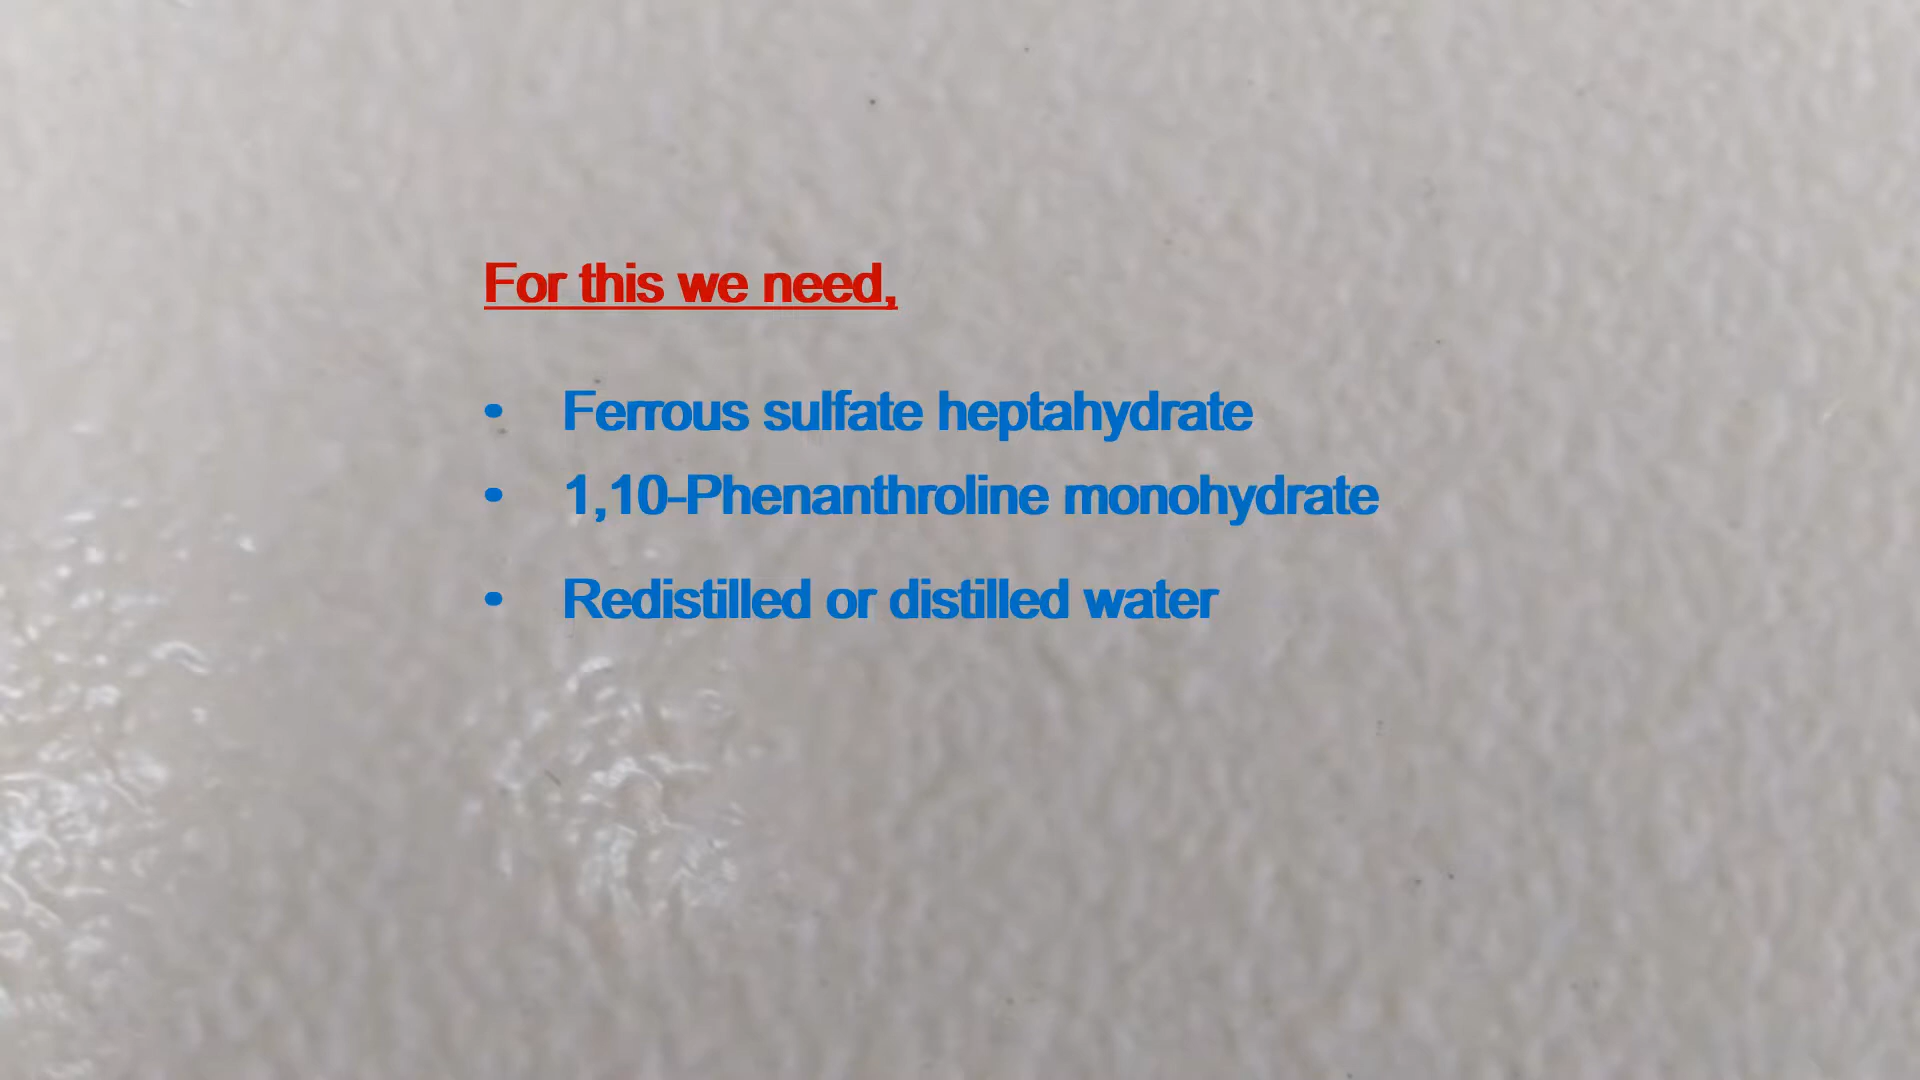 For this we need,
• Ferrous sulfate heptahydrate
• 1,10-Phenanthroline monohydrate
• Redistilled or distilled water